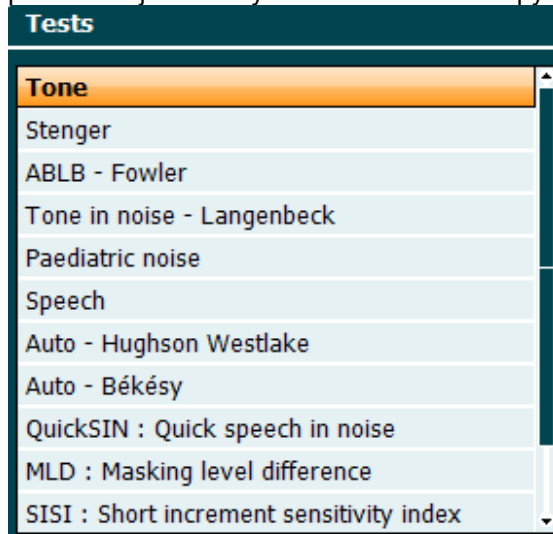 Tests
Tone
Stenger
ABLB - Fowler
Tone in noise - Langenbeck
Paediatric noise
Speech
Auto - Hughson Westlake
Auto - Békésy
QuickSIN : Quick speech in noise
MLD : Masking level difference
SISI : Short increment sensitivity index